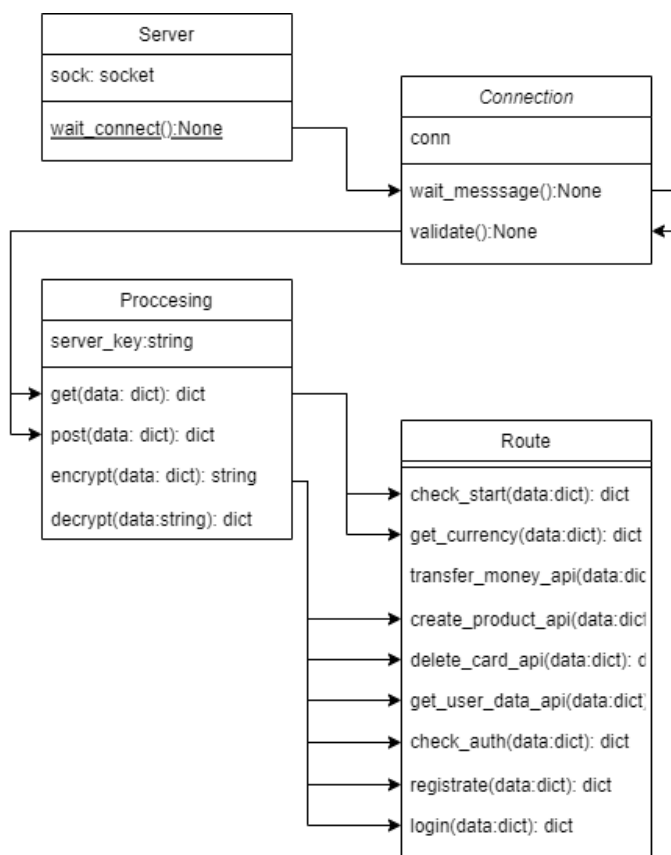 Server
sock: socket
wait_connect():None
Connection
conn
wait_messsage():None
validate():None
Proccesing
server_key:string
get(data: dict): dict
post(data: dict): dict
encrypt(data: dict): string
decrypt(data:string): dict
Route
check_start(data:dict): dict
get_currency(data:dict): dict
transfer_money_api(data:dic
create_product_api(data:dict
delete_card_api(data:dict): d
get_user_data_api(data:dict)
check_auth(data:dict): dict
registrate(data:dict): dict
login(data:dict): dict